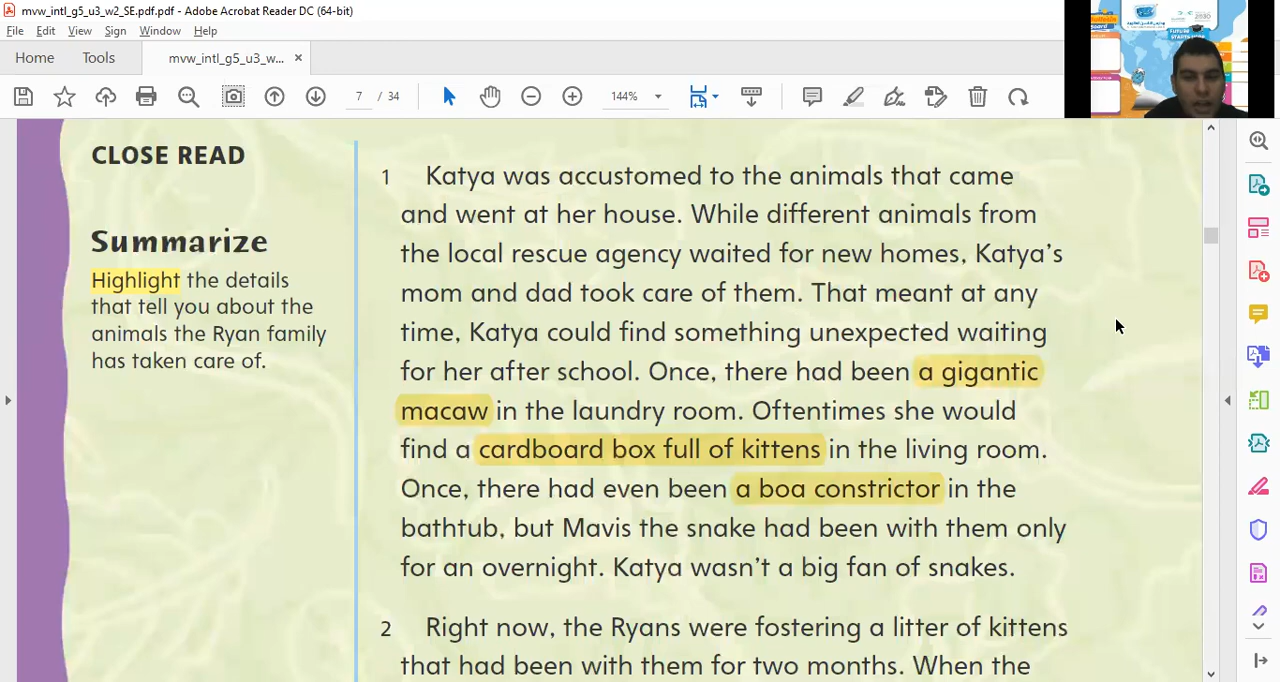 mvw_intl_g5_u3_w2_SE.pdf.pdf - Adobe Acrobat Reader DC (64-bit)
File Edit View Sign Window Help
Home Tools mvw_intl_g5_u3_w... ×
7 / 34 144%
CLOSE READ
Summarize
Highlight the details
that tell you about the
animals the Ryan family
has taken care of.
1 Katya was accustomed to the animals that came
and went at her house. While different animals from
the local rescue agency waited for new homes, Katya’s
mom and dad took care of them. That meant at any
time, Katya could find something unexpected waiting
for her after school. Once, there had been a gigantic
macaw in the laundry room. Oftentimes she would
find a cardboard box full of kittens in the living room.
Once, there had even been a boa constrictor in the
bathtub, but Mavis the snake had been with them only
for an overnight. Katya wasn’t a big fan of snakes.
2 Right now, the Ryans were fostering a litter of kittens
that had been with them for two months. When the